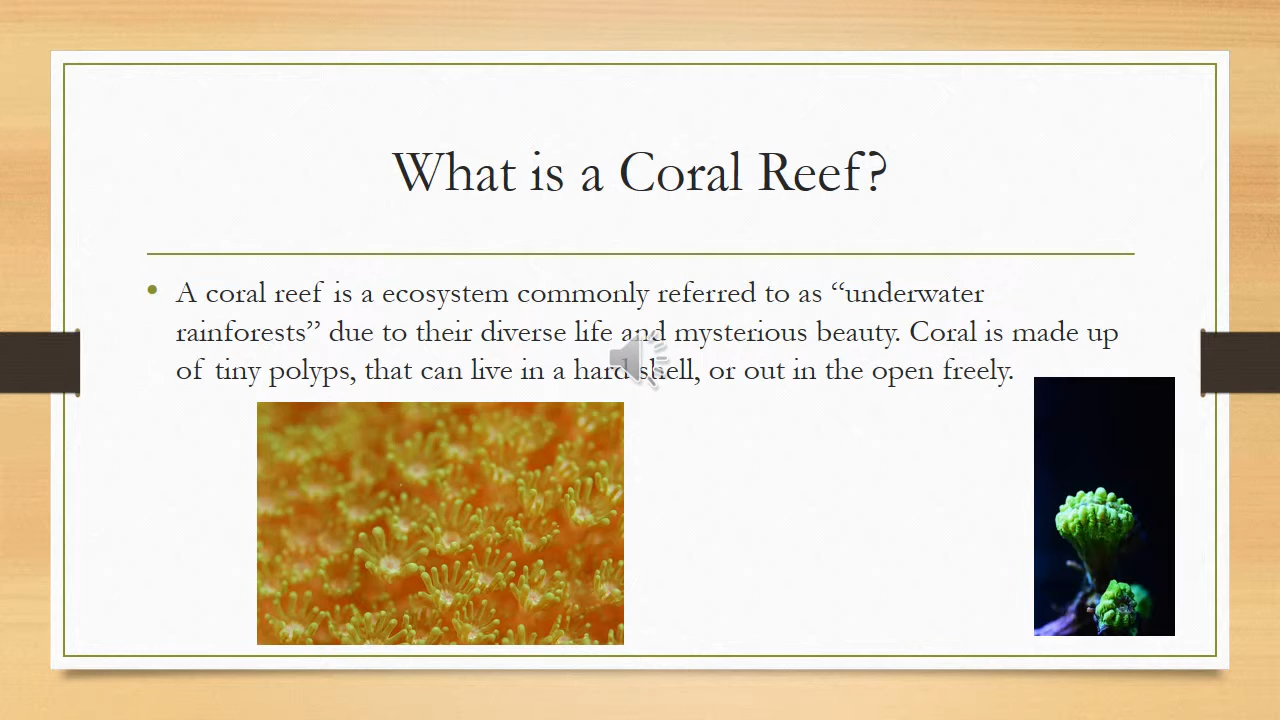 What is a Coral Reef?
• A coral reef is a ecosystem commonly referred to as “underwater
rainforests” due to their diverse life and mysterious beauty. Coral is made up
of tiny polyps, that can live in a hard shell, or out in the open freely.